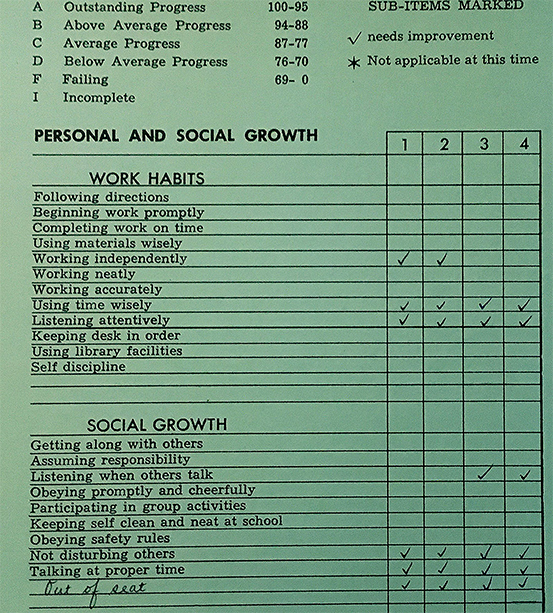 A Outstanding Progress 100-95 SUB-ITEMS MARKED
B Above Average Progress 94-88
C Average Progress 87-77 ✓ needs improvement
D Below Average Progress 76-70 * Not applicable at this time
F Failing 69- 0
I Incomplete
PERSONAL AND SOCIAL GROWTH 1 2 3 4
WORK HABITS
Following directions
Beginning work promptly
Completing work on time
Using materials wisely
Working independently ✓ ✓
Working neatly
Working accurately
Using time wisely ✓ ✓ ✓ ✓
Listening attentively ✓ ✓ ✓ ✓
Keeping desk in order
Using library facilities
Self discipline
SOCIAL GROWTH
Getting along with others
Assuming responsibility
Listening when others talk ✓ ✓
Obeying promptly and cheerfully
Participating in group activities
Keeping self clean and neat at school
Obeying safety rules
Not disturbing others ✓ ✓ ✓ ✓
Talking at proper time ✓ ✓ ✓ ✓
Out of seat ✓ ✓ ✓ ✓